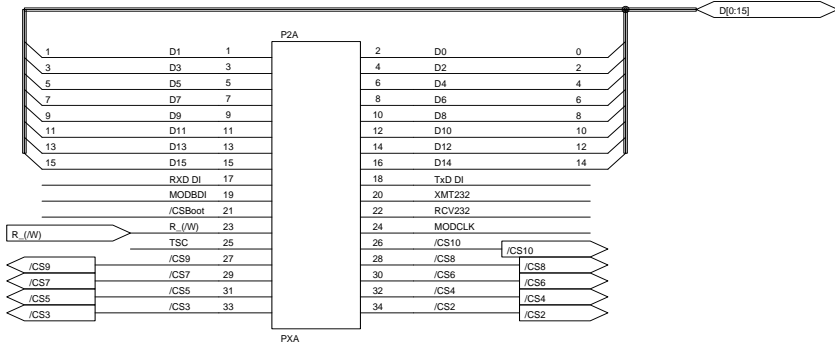 D[0:15]
P2A
1 D1 1 2 D0 0
3 D3 3 4 D2 2
5 D5 5 6 D4 4
7 D7 7 8 D6 6
9 D9 9 10 D8 8
11 D11 11 12 D10 10
13 D13 13 14 D12 12
15 D15 15 16 D14 14
RXD DI 17 18 TxD DI
MODBDI 19 20 XMT232
/CSBoot 21 22 RCV232
R_(/W) R_(/W) 23 24 MODCLK
TSC 25 26 /CS10 /CS10
/CS9 /CS9 27 28 /CS8 /CS8
/CS7 /CS7 29 30 /CS6 /CS6
/CS5 /CS5 31 32 /CS4 /CS4
/CS3 /CS3 33 34 /CS2 /CS2
PXA